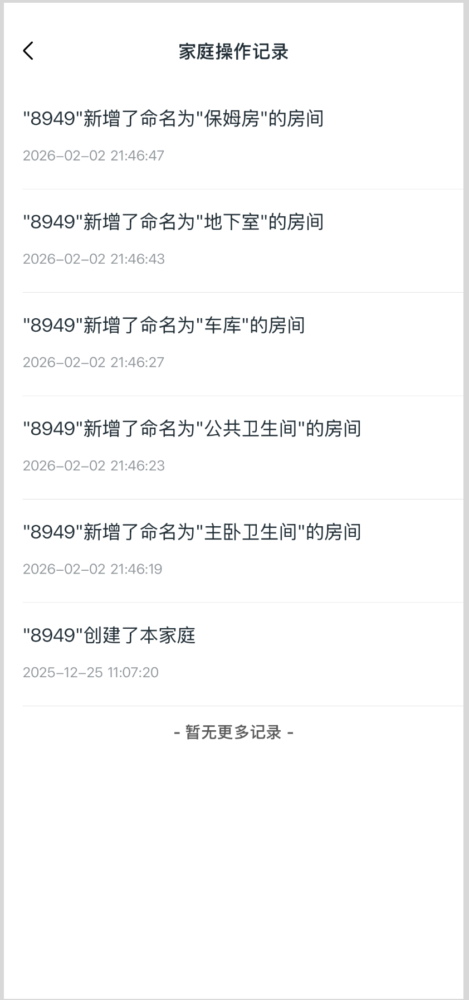 家庭操作记录
"8949"新增了命名为"保姆房"的房间
2026-02-02 21:46:47
"8949"新增了命名为"地下室"的房间
2026-02-02 21:46:43
"8949"新增了命名为"车库"的房间
2026-02-02 21:46:27
"8949"新增了命名为"公共卫生间"的房间
2026-02-02 21:46:23
"8949"新增了命名为"主卧卫生间"的房间
2026-02-02 21:46:19
"8949"创建了本家庭
2025-12-25 11:07:20
- 暂无更多记录 -